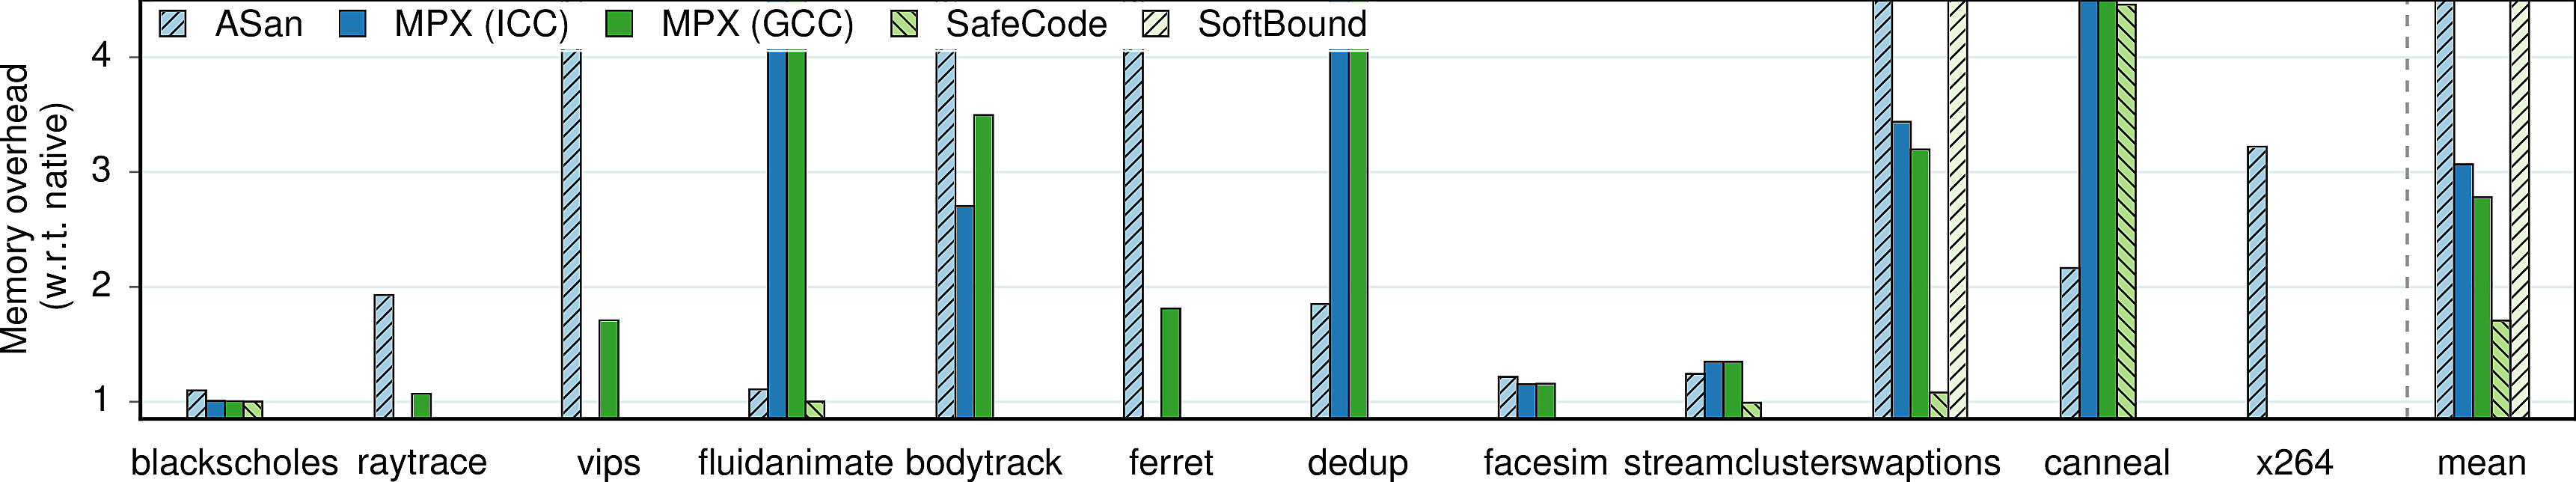 ASan MPX (ICC) MPX (GCC) SafeCode SoftBound
Memory overhead
(w.r.t. native)
4
3
2
1
blackscholes raytrace vips fluidanimate bodytrack ferret dedup facesim streamcluster swaptions canneal x264 mean